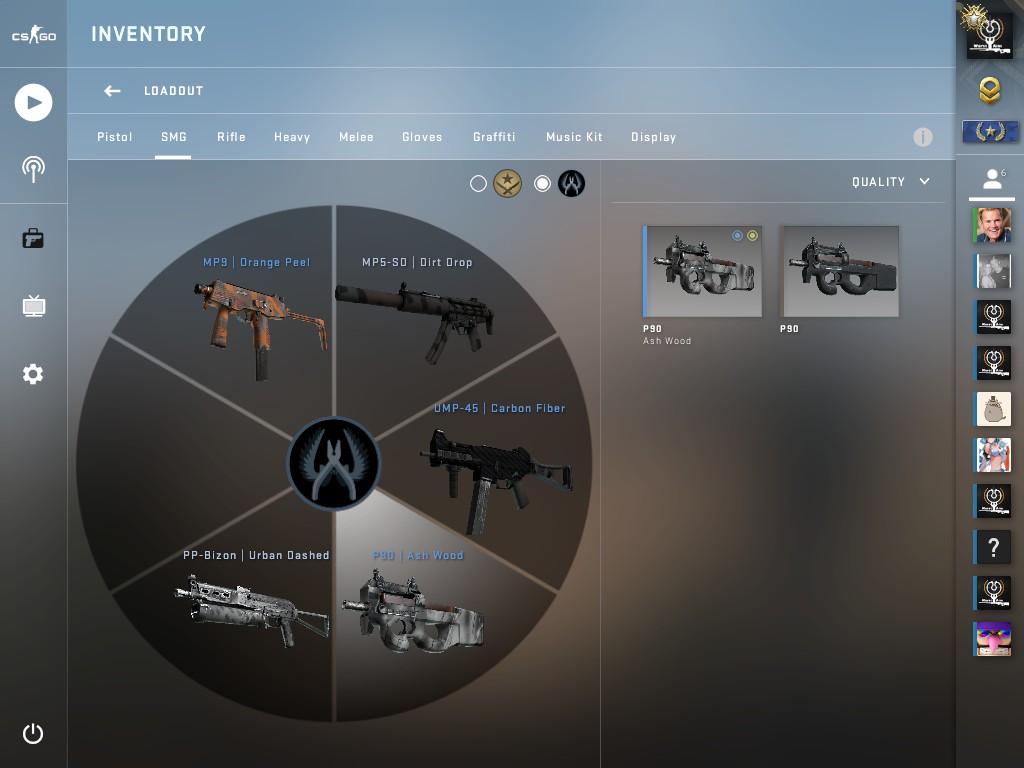 CS GO
INVENTORY
LOADOUT
Pistol SMG Rifle Heavy Melee Gloves Graffiti Music Kit Display
i
QUALITY
6
MP9 | Orange Peel
MP5-SD | Dirt Drop
P90
Ash Wood
P90
UMP-45 | Carbon Fiber
PP-Bizon | Urban Dashed
P90 | Ash Wood
?